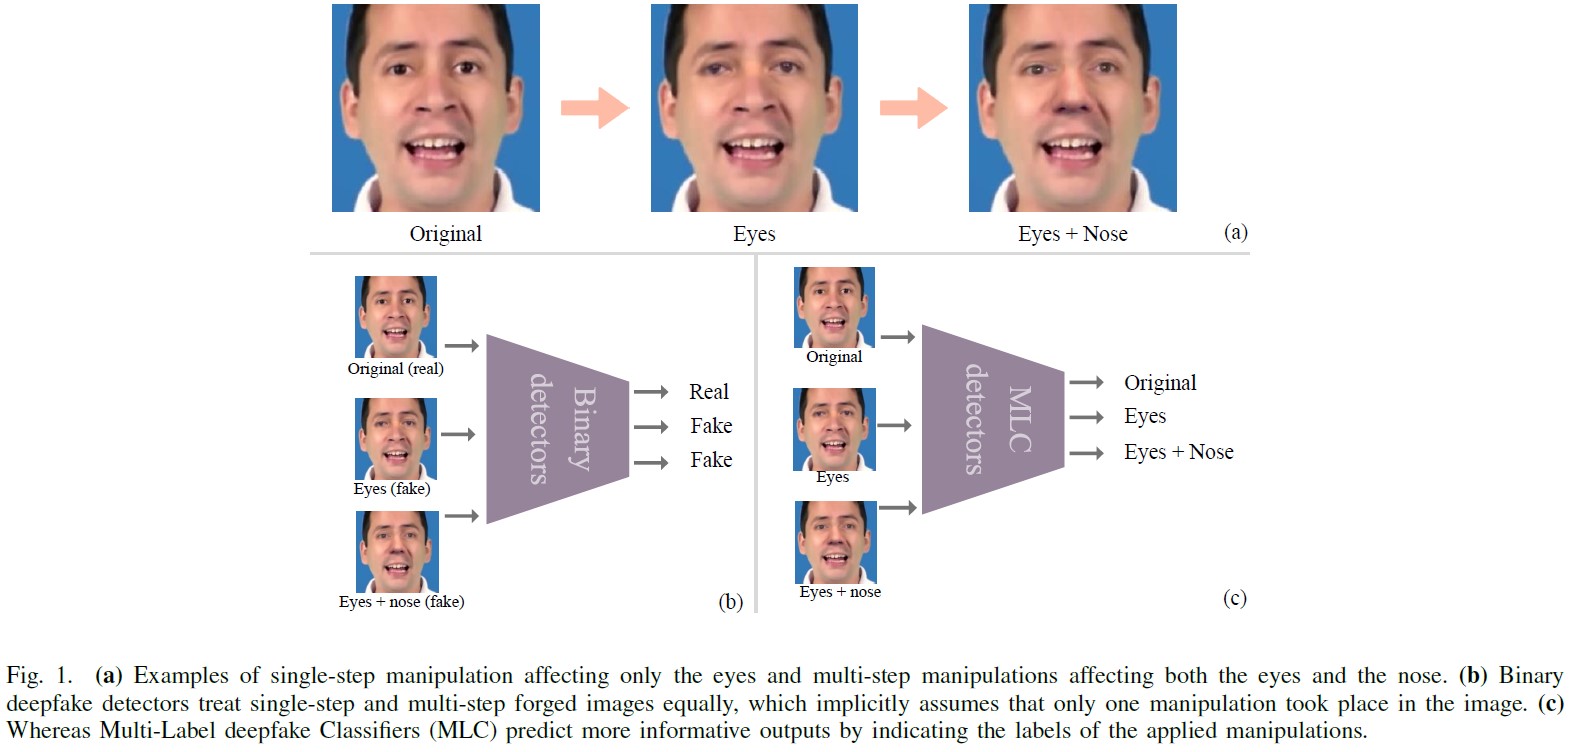 Original
Eyes
Eyes + Nose
(a)
Original (real)
Eyes (fake)
Eyes + nose (fake)
Binary
detectors
Real
Fake
Fake
(b)
Original
Eyes
Eyes + nose
MLC
detectors
Original
Eyes
Eyes + Nose
(c)
Fig. 1. (a) Examples of single-step manipulation affecting only the eyes and multi-step manipulations affecting both the eyes and the nose. (b) Binary
deepfake detectors treat single-step and multi-step forged images equally, which implicitly assumes that only one manipulation took place in the image. (c)
Whereas Multi-Label deepfake Classifiers (MLC) predict more informative outputs by indicating the labels of the applied manipulations.